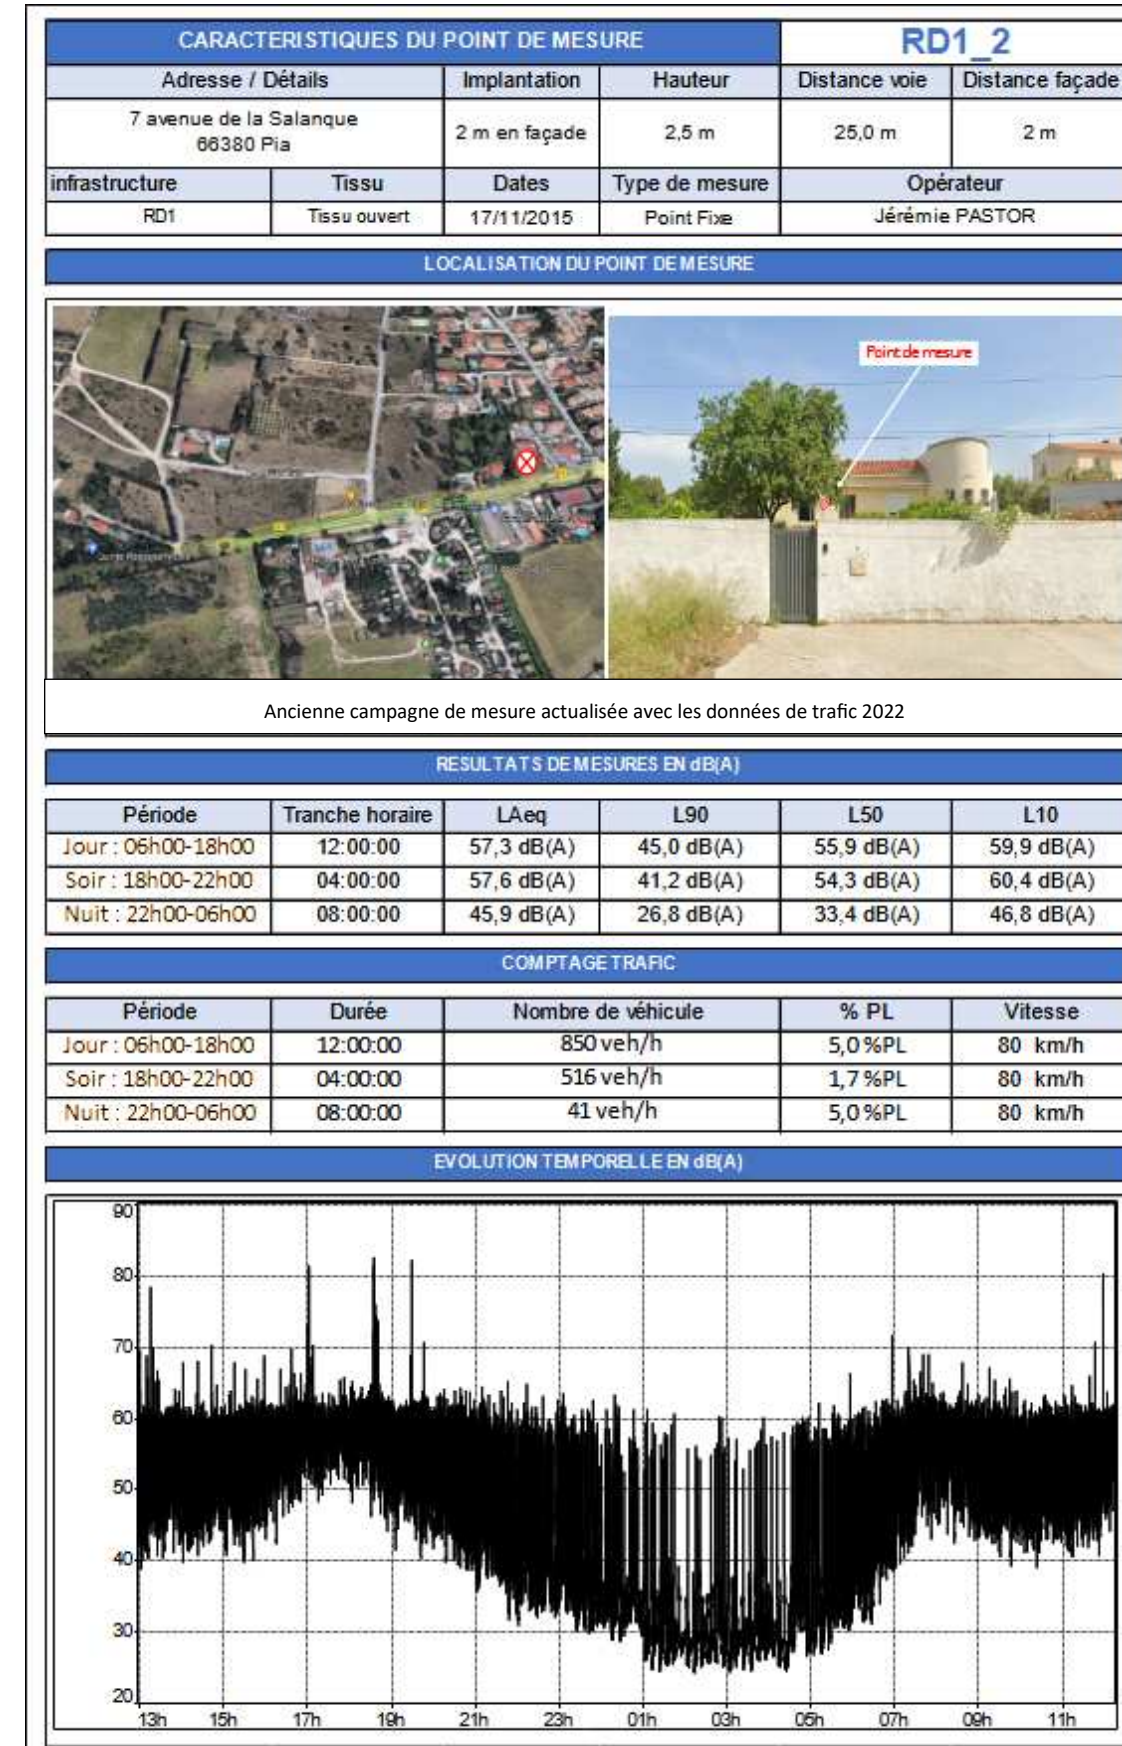 CARACTERISTIQUES DU POINT DE MESURE RD1_2
Adresse / Détails Implantation Hauteur Distance voie Distance façade
7 avenue de la Salanque
66380 Pia
2 m en façade 2,5 m 25,0 m 2 m
infrastructure Tissu Dates Type de mesure Opérateur
RD1 Tissu ouvert 17/11/2015 Point Fixe Jérémie PASTOR
LOCALISATION DU POINT DE MESURE
Point de mesure
Ancienne campagne de mesure actualisée avec les données de trafic 2022
RESULTATS DE MESURES EN dB(A)
Période Tranche horaire LAeq L90 L50 L10
Jour : 06h00-18h00 12:00:00 57,3 dB(A) 45,0 dB(A) 55,9 dB(A) 59,9 dB(A)
Soir : 18h00-22h00 04:00:00 57,6 dB(A) 41,2 dB(A) 54,3 dB(A) 60,4 dB(A)
Nuit : 22h00-06h00 08:00:00 45,9 dB(A) 26,8 dB(A) 33,4 dB(A) 46,8 dB(A)
COMPTAGE TRAFIC
Période Durée Nombre de véhicule % PL Vitesse
Jour : 06h00-18h00 12:00:00 850 veh/h 5,0 %PL 80 km/h
Soir : 18h00-22h00 04:00:00 516 veh/h 1,7 %PL 80 km/h
Nuit : 22h00-06h00 08:00:00 41 veh/h 5,0 %PL 80 km/h
EVOLUTION TEMPORELLE EN dB(A)
90
80
70
60
50
40
30
20
13h 15h 17h 19h 21h 23h 01h 03h 05h 07h 09h 11h